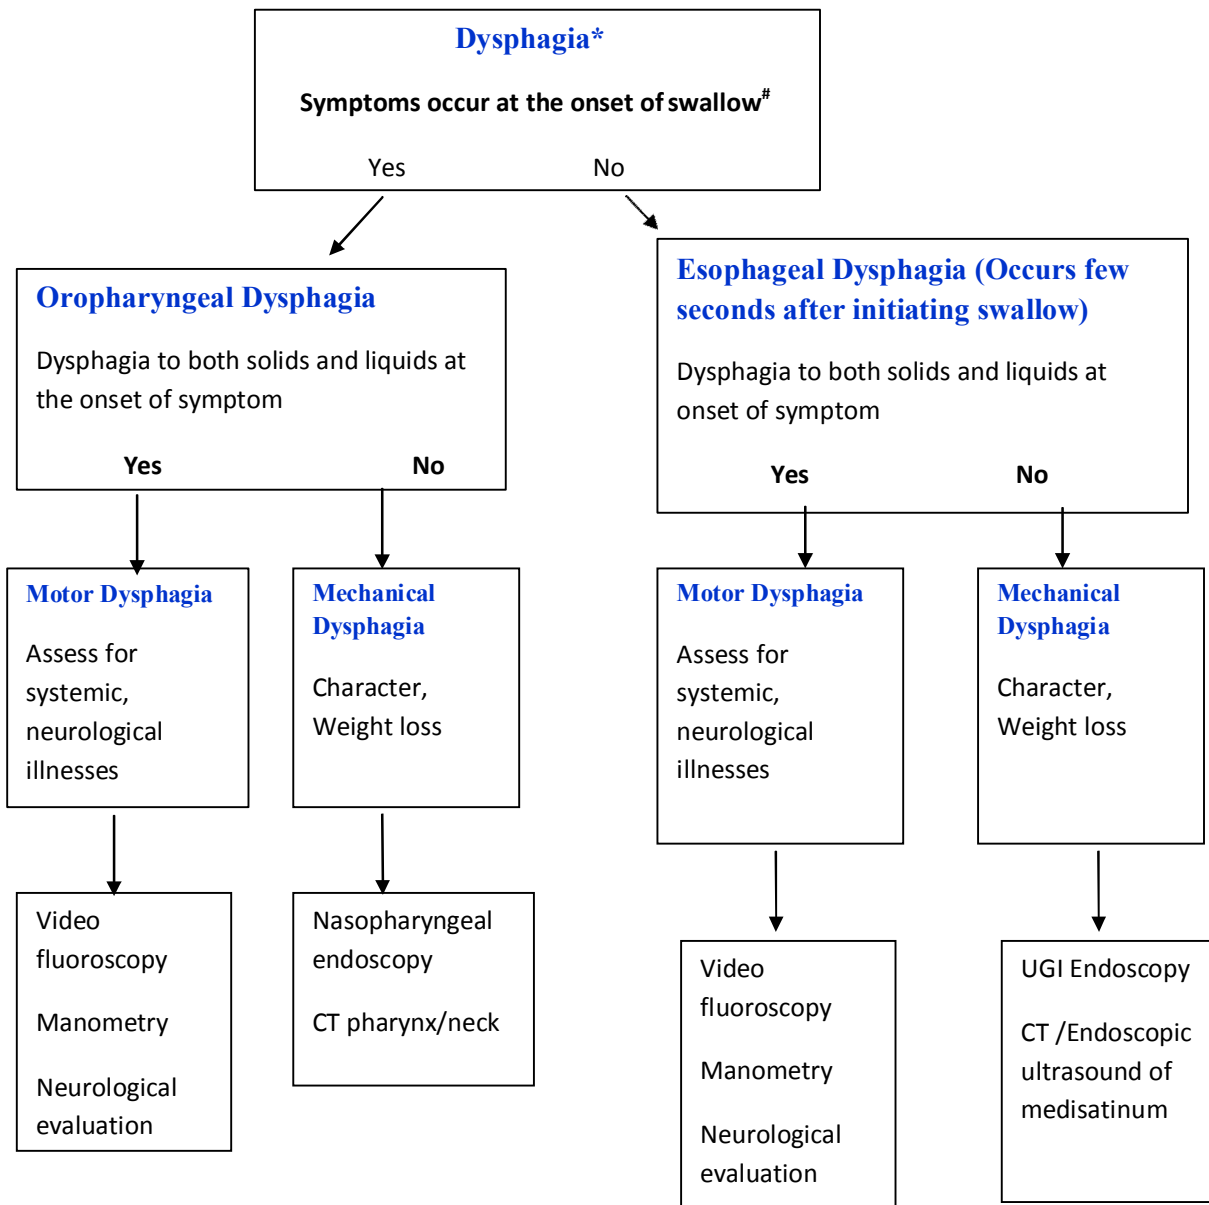 Dysphagia*
Symptoms occur at the onset of swallow#
Yes No
Oropharyngeal Dysphagia
Dysphagia to both solids and liquids at
the onset of symptom
Yes No
Esophageal Dysphagia (Occurs few
seconds after initiating swallow)
Dysphagia to both solids and liquids at
onset of symptom
Yes No
Motor Dysphagia
Assess for
systemic,
neurological
illnesses
Mechanical
Dysphagia
Character,
Weight loss
Motor Dysphagia
Assess for
systemic,
neurological
illnesses
Mechanical
Dysphagia
Character,
Weight loss
Video
fluoroscopy
Manometry
Neurological
evaluation
Nasopharyngeal
endoscopy
CT pharynx/neck
Video
fluoroscopy
Manometry
Neurological
evaluation
UGI Endoscopy
CT /Endoscopic
ultrasound of
medisatinum